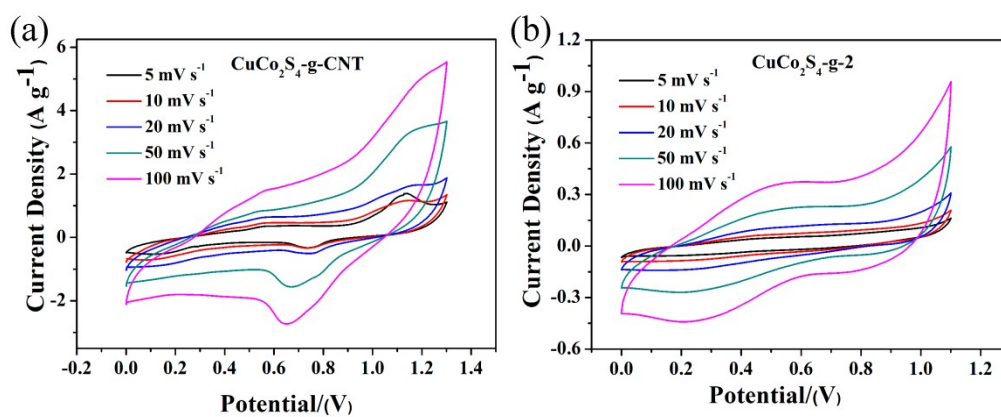 (a)
CuCo₂S₄-g-CNT
5 mV s⁻¹
10 mV s⁻¹
20 mV s⁻¹
50 mV s⁻¹
100 mV s⁻¹
Current Density (A g⁻¹)
6
4
2
0
-2
-0.2 0.0 0.2 0.4 0.6 0.8 1.0 1.2 1.4
Potential/(V)
(b)
CuCo₂S₄-g-2
5 mV s⁻¹
10 mV s⁻¹
20 mV s⁻¹
50 mV s⁻¹
100 mV s⁻¹
Current Density (A g⁻¹)
1.2
0.9
0.6
0.3
0.0
-0.3
-0.6
0.0 0.2 0.4 0.6 0.8 1.0 1.2
Potential/(V)